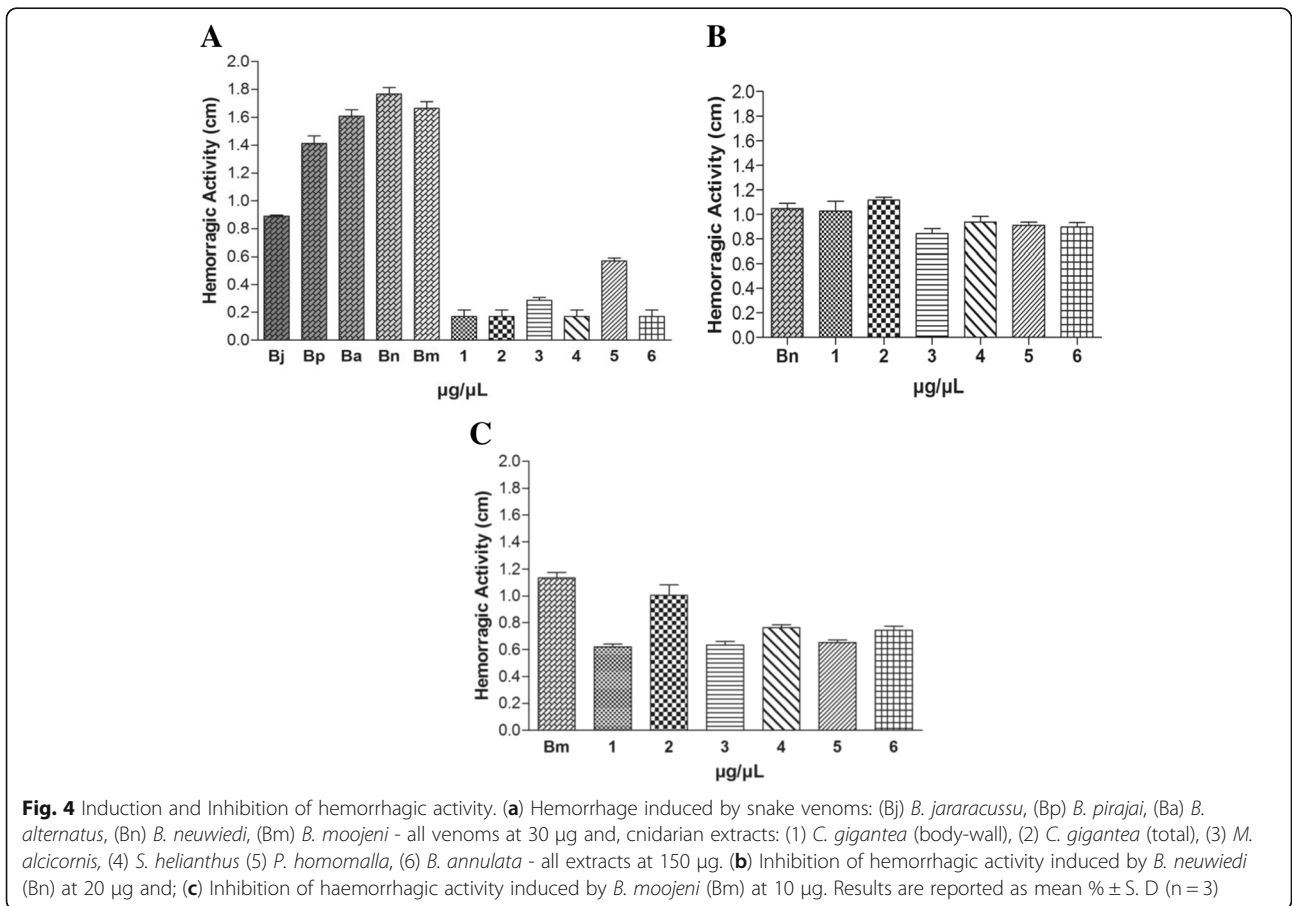 A
Hemorragic Activity (cm)
2.0
1.8
1.6
1.4
1.2
1.0
0.8
0.6
0.4
0.2
0.0
Bj Bp Ba Bn Bm 1 2 3 4 5 6
µg/µL
B
Hemorragic Activity (cm)
2.0
1.8
1.6
1.4
1.2
1.0
0.8
0.6
0.4
0.2
0.0
Bn 1 2 3 4 5 6
µg/µL
C
Hemorragic Activity (cm)
2.0
1.8
1.6
1.4
1.2
1.0
0.8
0.6
0.4
0.2
0.0
Bm 1 2 3 4 5 6
µg/µL
Fig. 4 Induction and Inhibition of hemorrhagic activity. (a) Hemorrhage induced by snake venoms: (Bj) B. jararacussu, (Bp) B. pirajai, (Ba) B.
alternatus, (Bn) B. neuwiedi, (Bm) B. moojeni - all venoms at 30 µg and, cnidarian extracts: (1) C. gigantea (body-wall), (2) C. gigantea (total), (3) M.
alcicornis, (4) S. helianthus (5) P. homomalla, (6) B. annulata - all extracts at 150 µg. (b) Inhibition of hemorrhagic activity induced by B. neuwiedi
(Bn) at 20 µg and; (c) Inhibition of haemorrhagic activity induced by B. moojeni (Bm) at 10 µg. Results are reported as mean % ± S. D (n = 3)